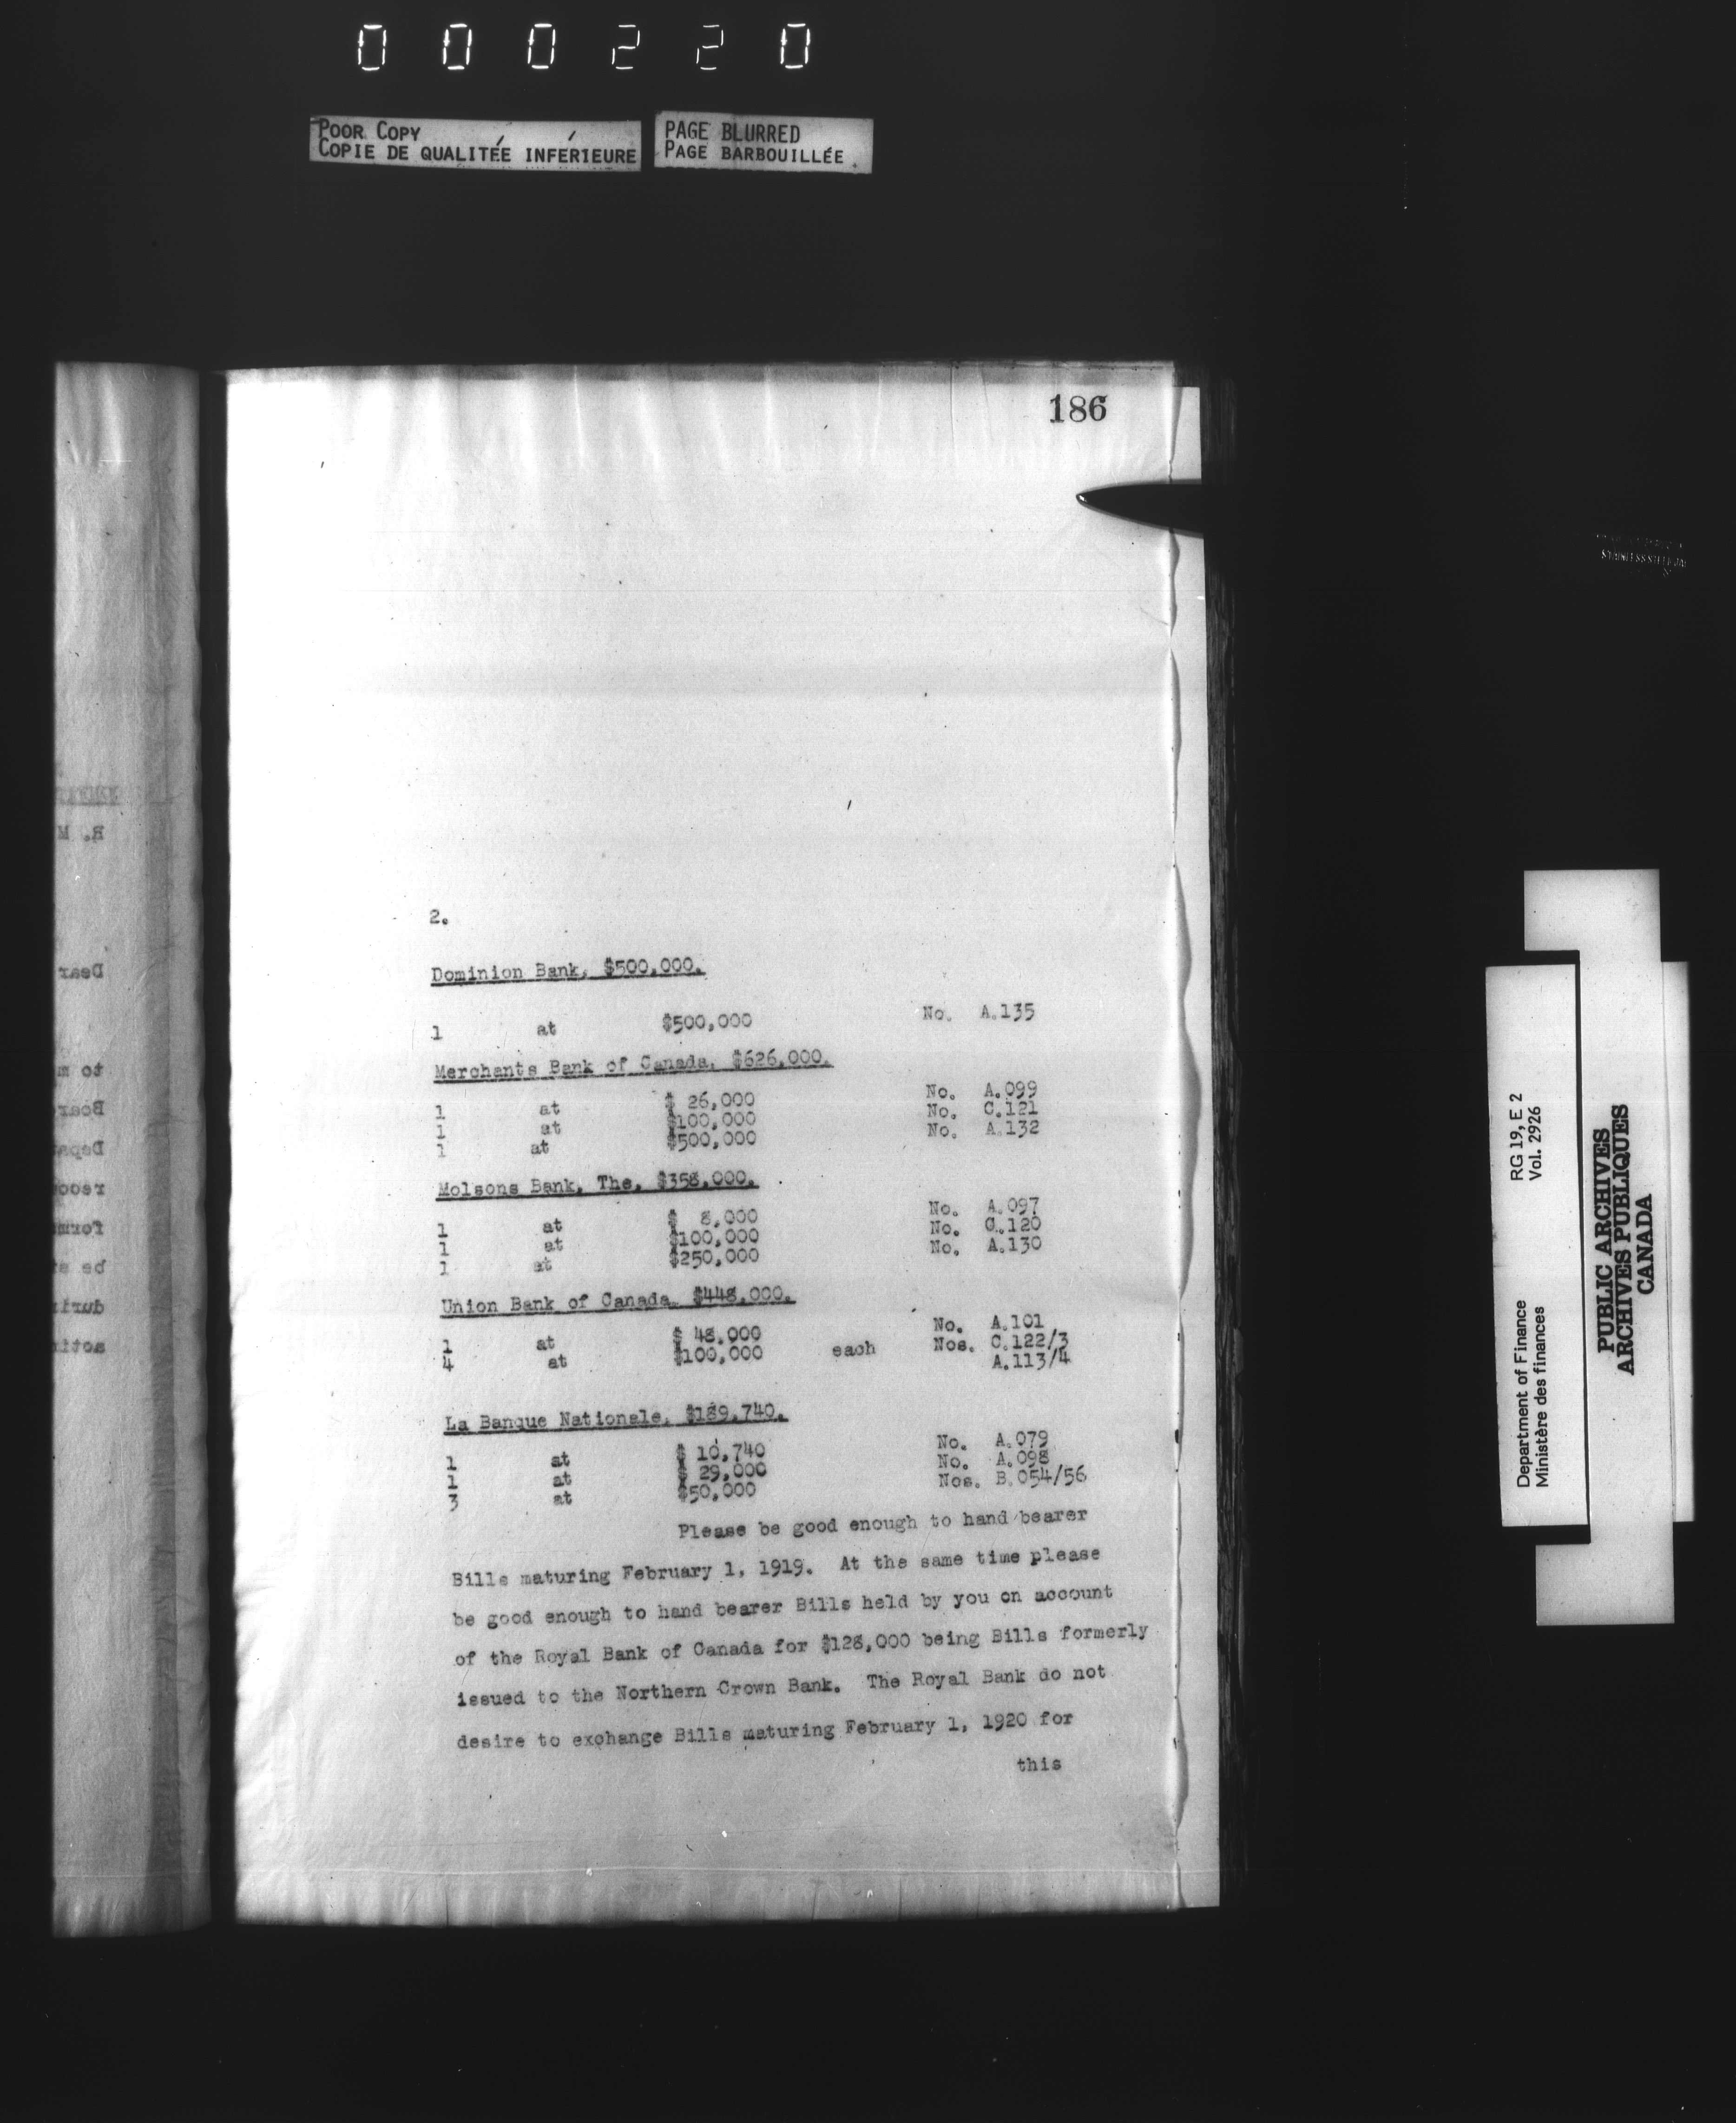 000220
POOR COPY
COPIE DE QUALITÉE INFÉRIEURE
PAGE BLURRED
PAGE BARBOUILLÉE
186
2.
Dominion Bank, $500,000.
1 at $500,000 No. A.135
Merchants Bank of Canada, $626,000.
1 at $ 26,000 No. A.099
1 at $100,000 No. C.121
1 at $500,000 No. A.132
Molsons Bank, The, $358,000.
1 at $ 8,000 No. A.097
1 at $100,000 No. C.120
1 at $250,000 No. A.130
Union Bank of Canada, $448,000.
1 at $ 48,000 No. A.101
4 at $100,000 each Nos. C.122/3
A.113/4
La Banque Nationale, $189,740.
1 at $ 10,740 No. A.079
1 at $ 29,000 No. A.098
3 at $50,000 Nos. B.054/56
Please be good enough to hand bearer
Bills maturing February 1, 1919. At the same time please
be good enough to hand bearer Bills held by you on account
of the Royal Bank of Canada for $128,000 being Bills formerly
issued to the Northern Crown Bank. The Royal Bank do not
desire to exchange Bills maturing February 1, 1920 for
this
R. M
Dear
to m
Boar
Depa
form
Department of Finance RG 19, E 2
Ministère des finances Vol. 2926
PUBLIC ARCHIVES
ARCHIVES PUBLIQUES
CANADA